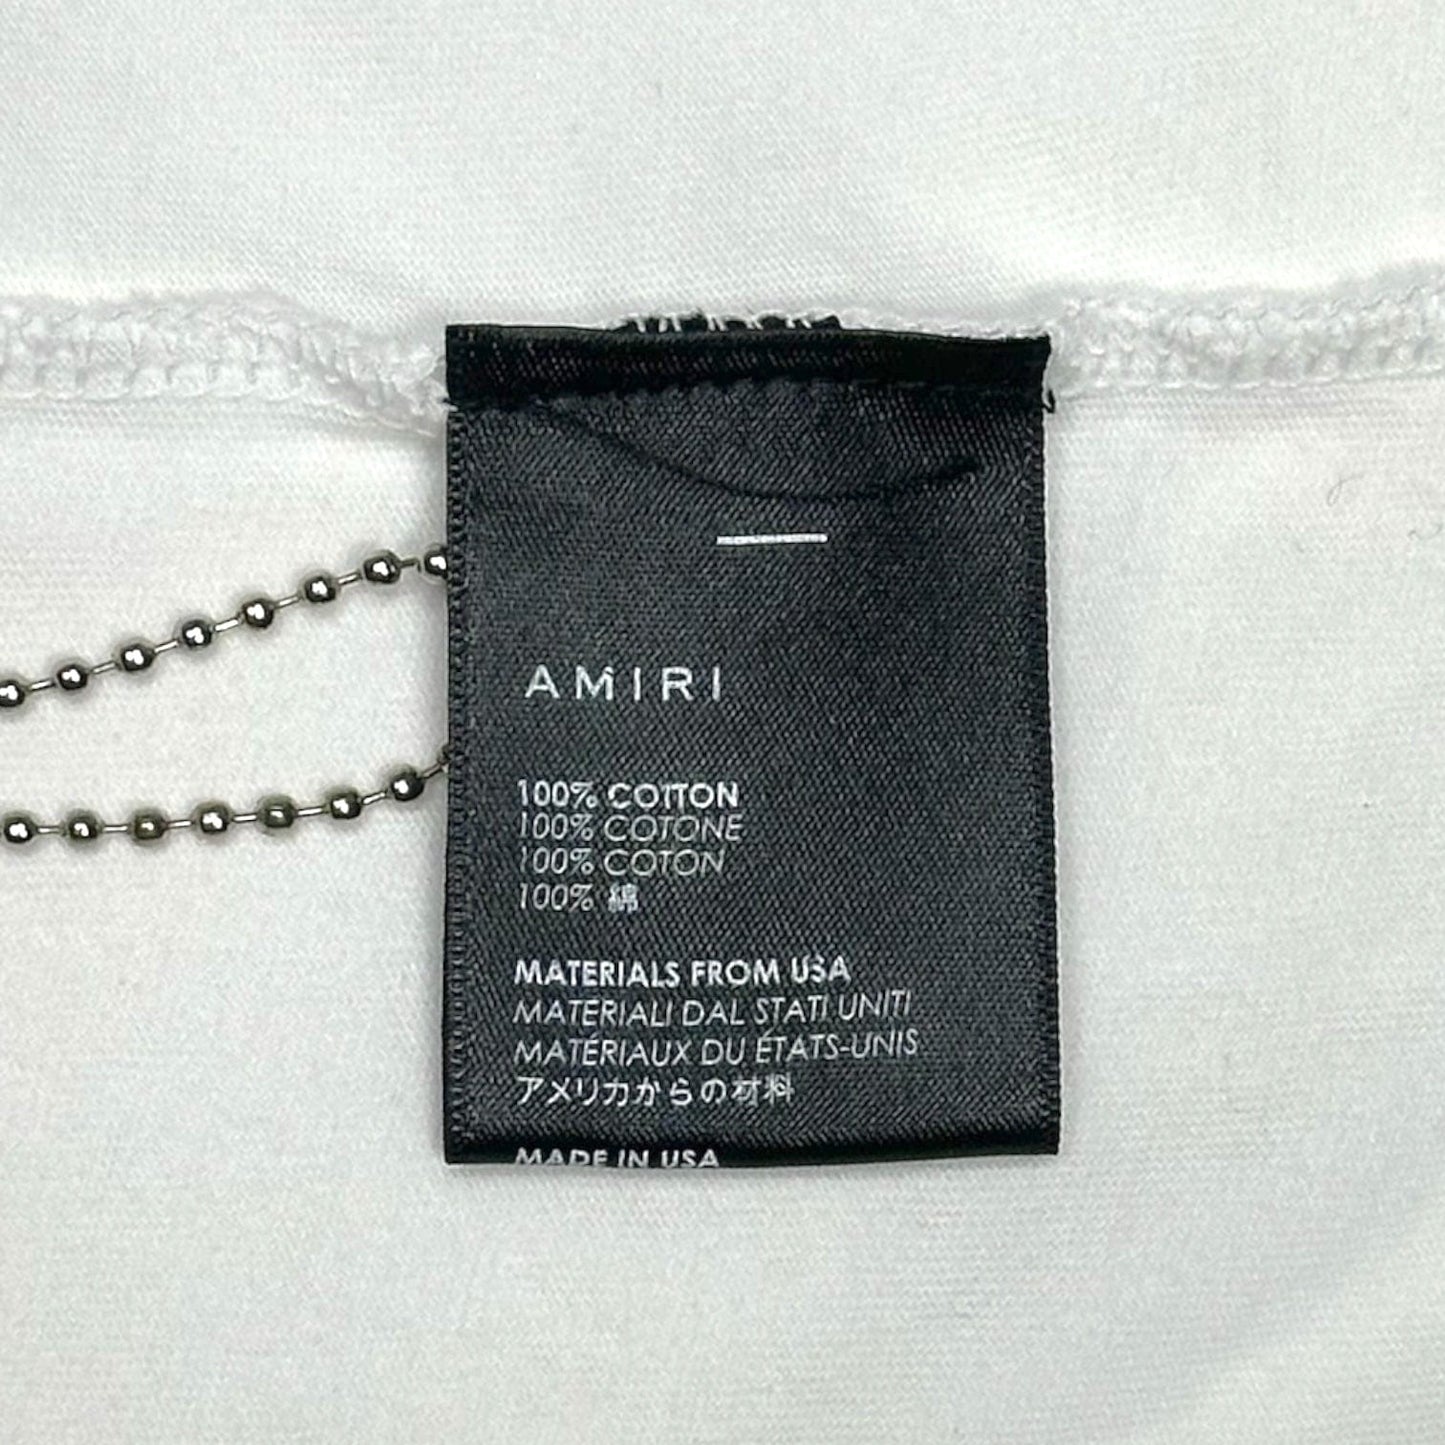 AMIRI
100% COTTON
100% COTONE
100% COTON
100% 綿
MATERIALS FROM USA
MATERIALI DAL STATI UNITI
MATÉRIAUX DU ÉTATS-UNIS
アメリカからの材料
MADE IN USA